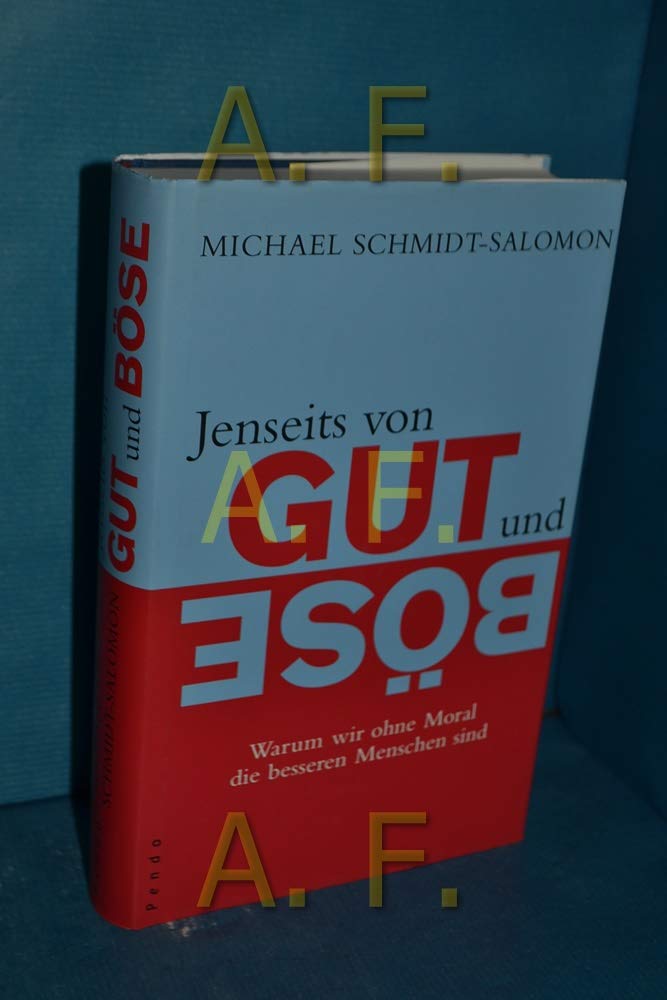 A. F.
MICHAEL SCHMIDT-SALOMON
Jenseits von
GUT und
A. F.
BÖSE
Warum wir ohne Moral
die besseren Menschen sind
A. F.
SCHMIDT-SALOMON
GUT und BÖSE
Pendo